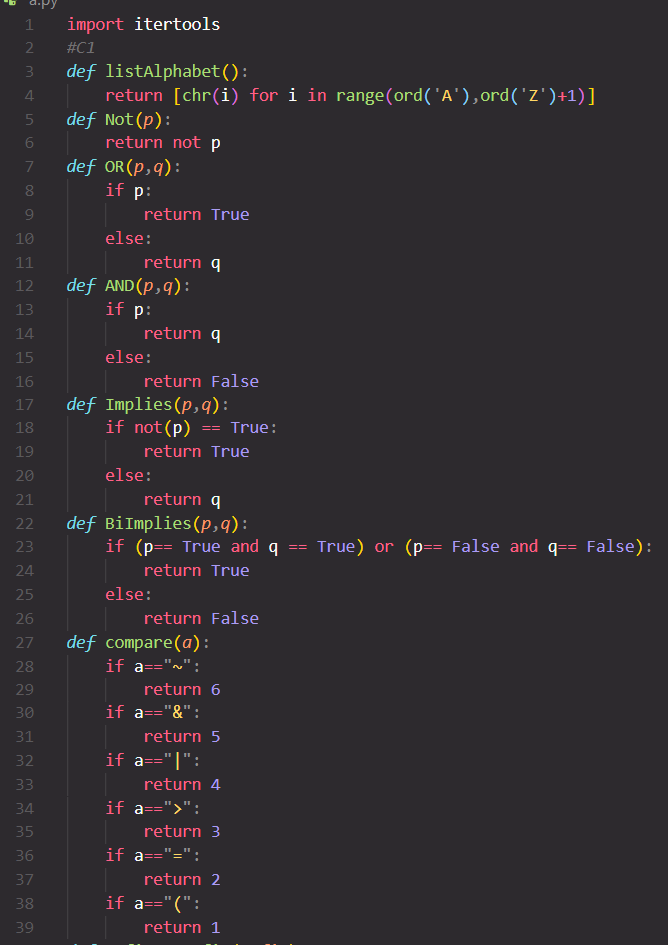 a.py
1 import itertools
2 #C1
3 def listAlphabet():
4     return [chr(i) for i in range(ord('A'),ord('Z')+1)]
5 def Not(p):
6     return not p
7 def OR(p,q):
8     if p:
9         return True
10     else:
11         return q
12 def AND(p,q):
13     if p:
14         return q
15     else:
16         return False
17 def Implies(p,q):
18     if not(p) == True:
19         return True
20     else:
21         return q
22 def BiImplies(p,q):
23     if (p== True and q == True) or (p== False and q== False):
24         return True
25     else:
26         return False
27 def compare(a):
28     if a=="~":
29         return 6
30     if a=="&":
31         return 5
32     if a=="|":
33         return 4
34     if a==">":
35         return 3
36     if a=="=":
37         return 2
38     if a=="(":
39         return 1